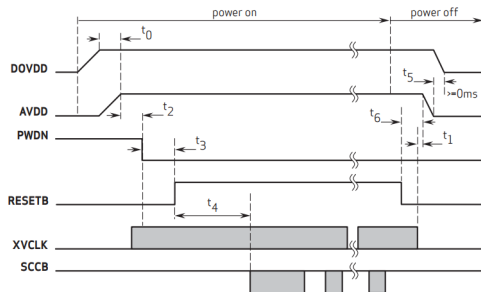 power on
power off
t0
DOVDD
t5
>=0ms
AVDD
t2
t6
PWDN
t1
t3
RESETB
t4
XVCLK
SCCB